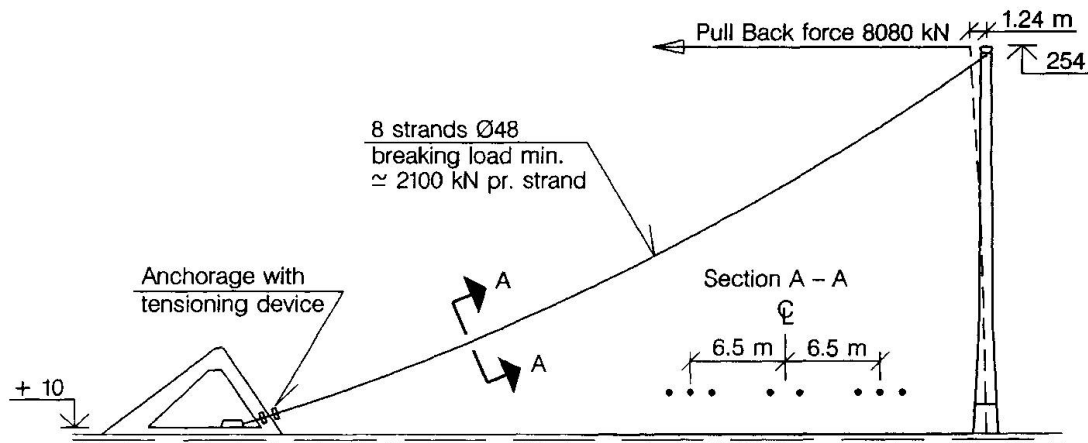 Pull Back force 8080 kN
1.24 m
254
8 strands Ø48
breaking load min.
≃ 2100 kN pr. strand
Anchorage with
tensioning device
A
A
Section A – A
℄
6.5 m 6.5 m
+ 10